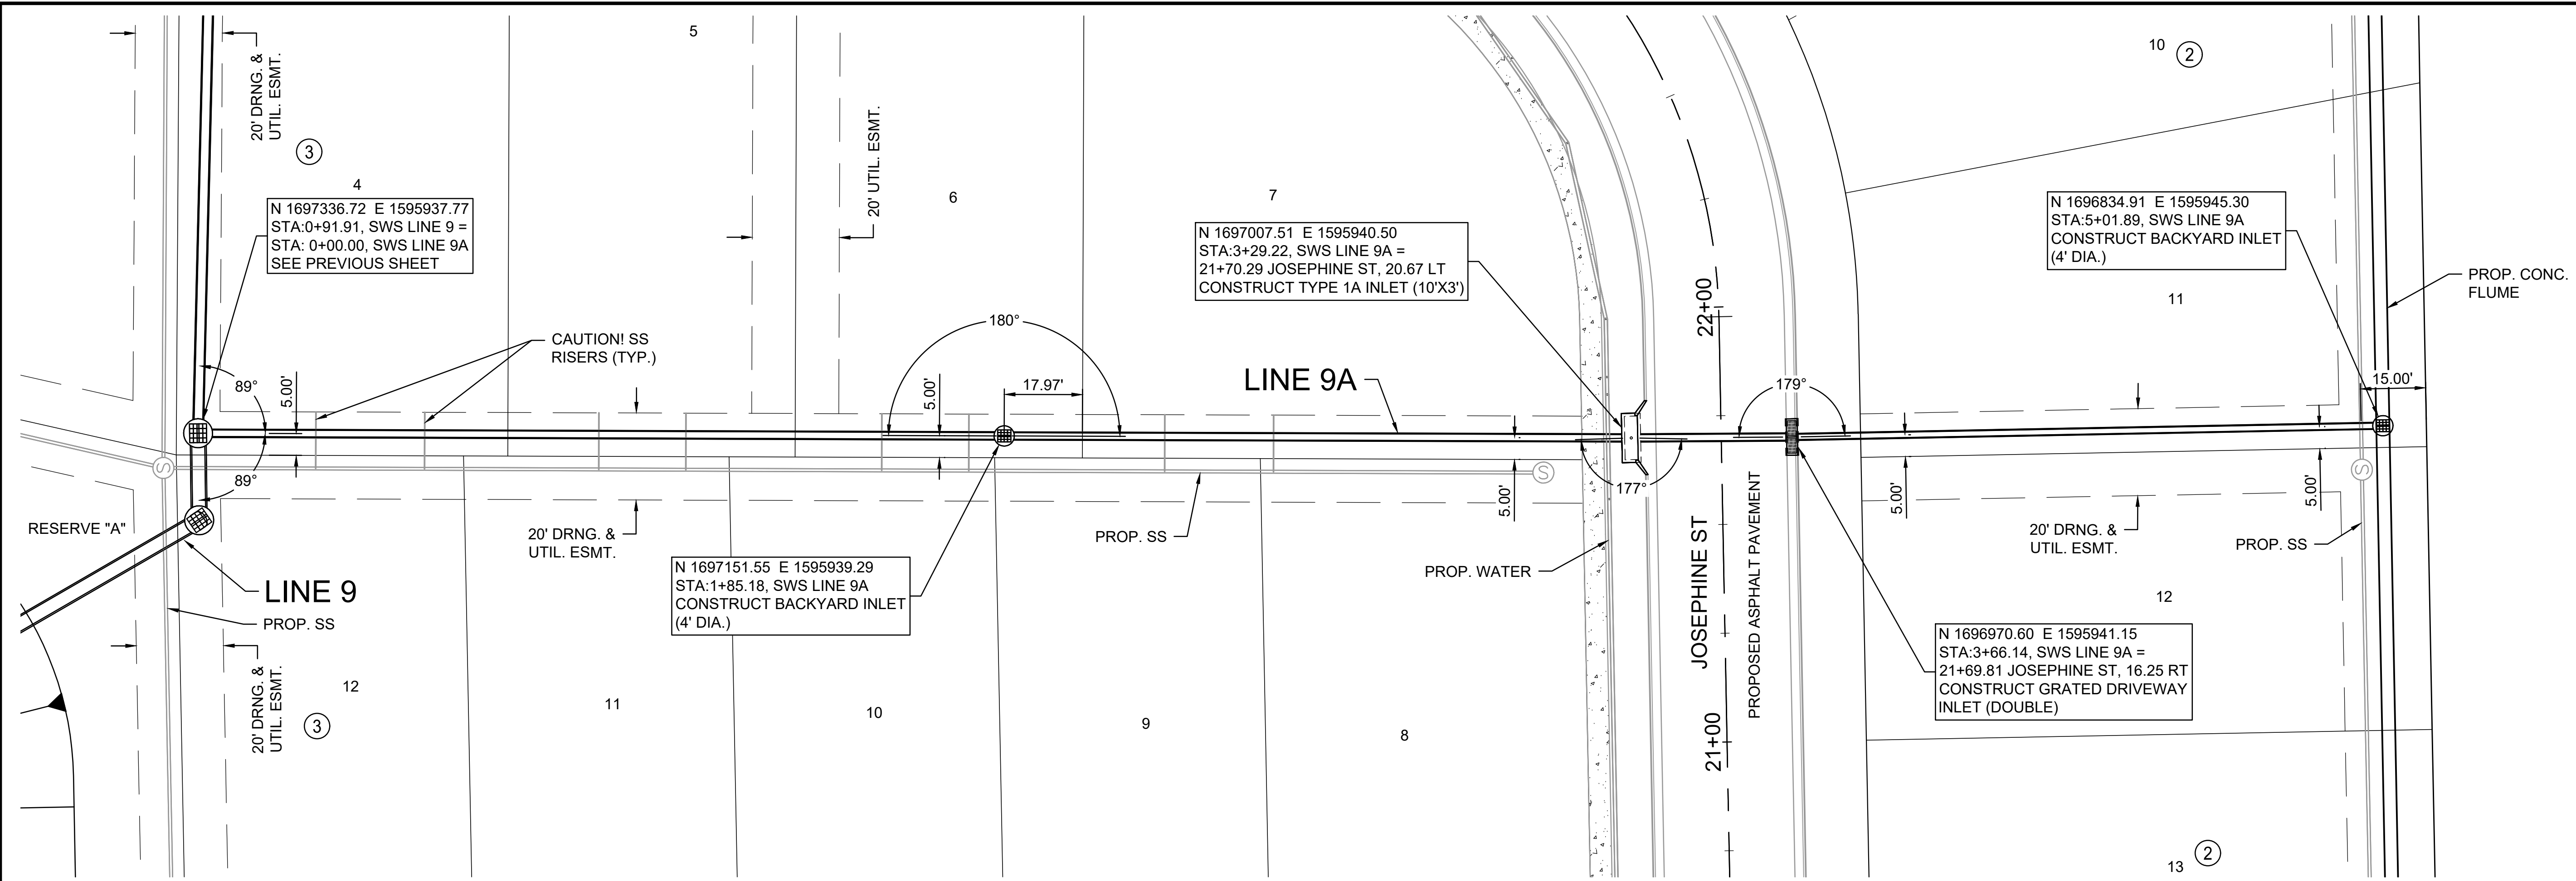 5
10
2
20' DRNG. &
UTIL. ESMT.
3
4
20' UTIL. ESMT.
6
7
N 1697336.72 E 1595937.77
STA:0+91.91, SWS LINE 9 =
STA: 0+00.00, SWS LINE 9A
SEE PREVIOUS SHEET
N 1697007.51 E 1595940.50
STA:3+29.22, SWS LINE 9A =
21+70.29 JOSEPHINE ST, 20.67 LT
CONSTRUCT TYPE 1A INLET (10'X3')
N 1696834.91 E 1595945.30
STA:5+01.89, SWS LINE 9A
CONSTRUCT BACKYARD INLET
(4' DIA.)
PROP. CONC.
FLUME
11
22+00
180°
CAUTION! SS
RISERS (TYP.)
LINE 9A
89°
5.00'
5.00'
17.97'
179°
15.00'
S
89°
S
177°
5.00'
5.00'
5.00'
S
RESERVE "A"
20' DRNG. &
UTIL. ESMT.
PROP. SS
JOSEPHINE ST
PROPOSED ASPHALT PAVEMENT
20' DRNG. &
UTIL. ESMT.
PROP. SS
N 1697151.55 E 1595939.29
STA:1+85.18, SWS LINE 9A
CONSTRUCT BACKYARD INLET
(4' DIA.)
PROP. WATER
LINE 9
PROP. SS
12
N 1696970.60 E 1595941.15
STA:3+66.14, SWS LINE 9A =
21+69.81 JOSEPHINE ST, 16.25 RT
CONSTRUCT GRATED DRIVEWAY
INLET (DOUBLE)
20' DRNG. &
UTIL. ESMT.
12
3
11
10
9
8
21+00
13
2